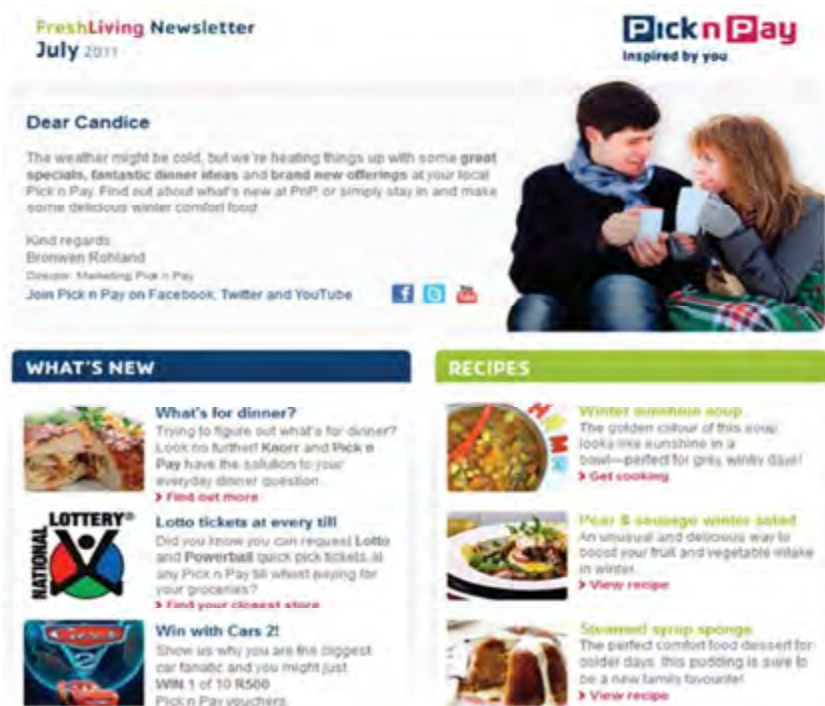 FreshLiving Newsletter
July 2011
Pick n Pay
Inspired by you
Dear Candice
The weather might be cold, but we're heating things up with some great
specials, fantastic dinner ideas and brand new offerings at your local
Pick n Pay. Find out about what's new at PnP, or simply stay in and make
some delicious winter comfort food
Kind regards
Bronwen Rohland
Director: Marketing Pick n Pay
Join Pick n Pay on Facebook, Twitter and YouTube
WHAT'S NEW
What's for dinner?
Trying to figure out what's for dinner?
Look no further! Knorr and Pick n
Pay have the solution to your
everyday dinner question.
> Find out more
NATIONAL LOTTERY®
Lotto tickets at every till
Did you know you can request Lotto
and Powerball quick pick tickets at
any Pick n Pay till whilst paying for
your groceries?
> Find your closest store
Win with Cars 2!
Show us why you are the biggest
car fanatic and you might just
WIN 1 of 10 R500
Pick n Pay vouchers.
RECIPES
Winter sunshine soup
The golden colour of this soup
looks like sunshine in a
bowl—perfect for grey, wintry days!
> Get cooking
Pear & sausage winter salad
An unusual and delicious way to
boost your fruit and vegetable intake
in winter.
> View recipe
Steamed syrup sponge
The perfect comfort food dessert for
colder days, this pudding is sure to
be a new family favourite!
> View recipe